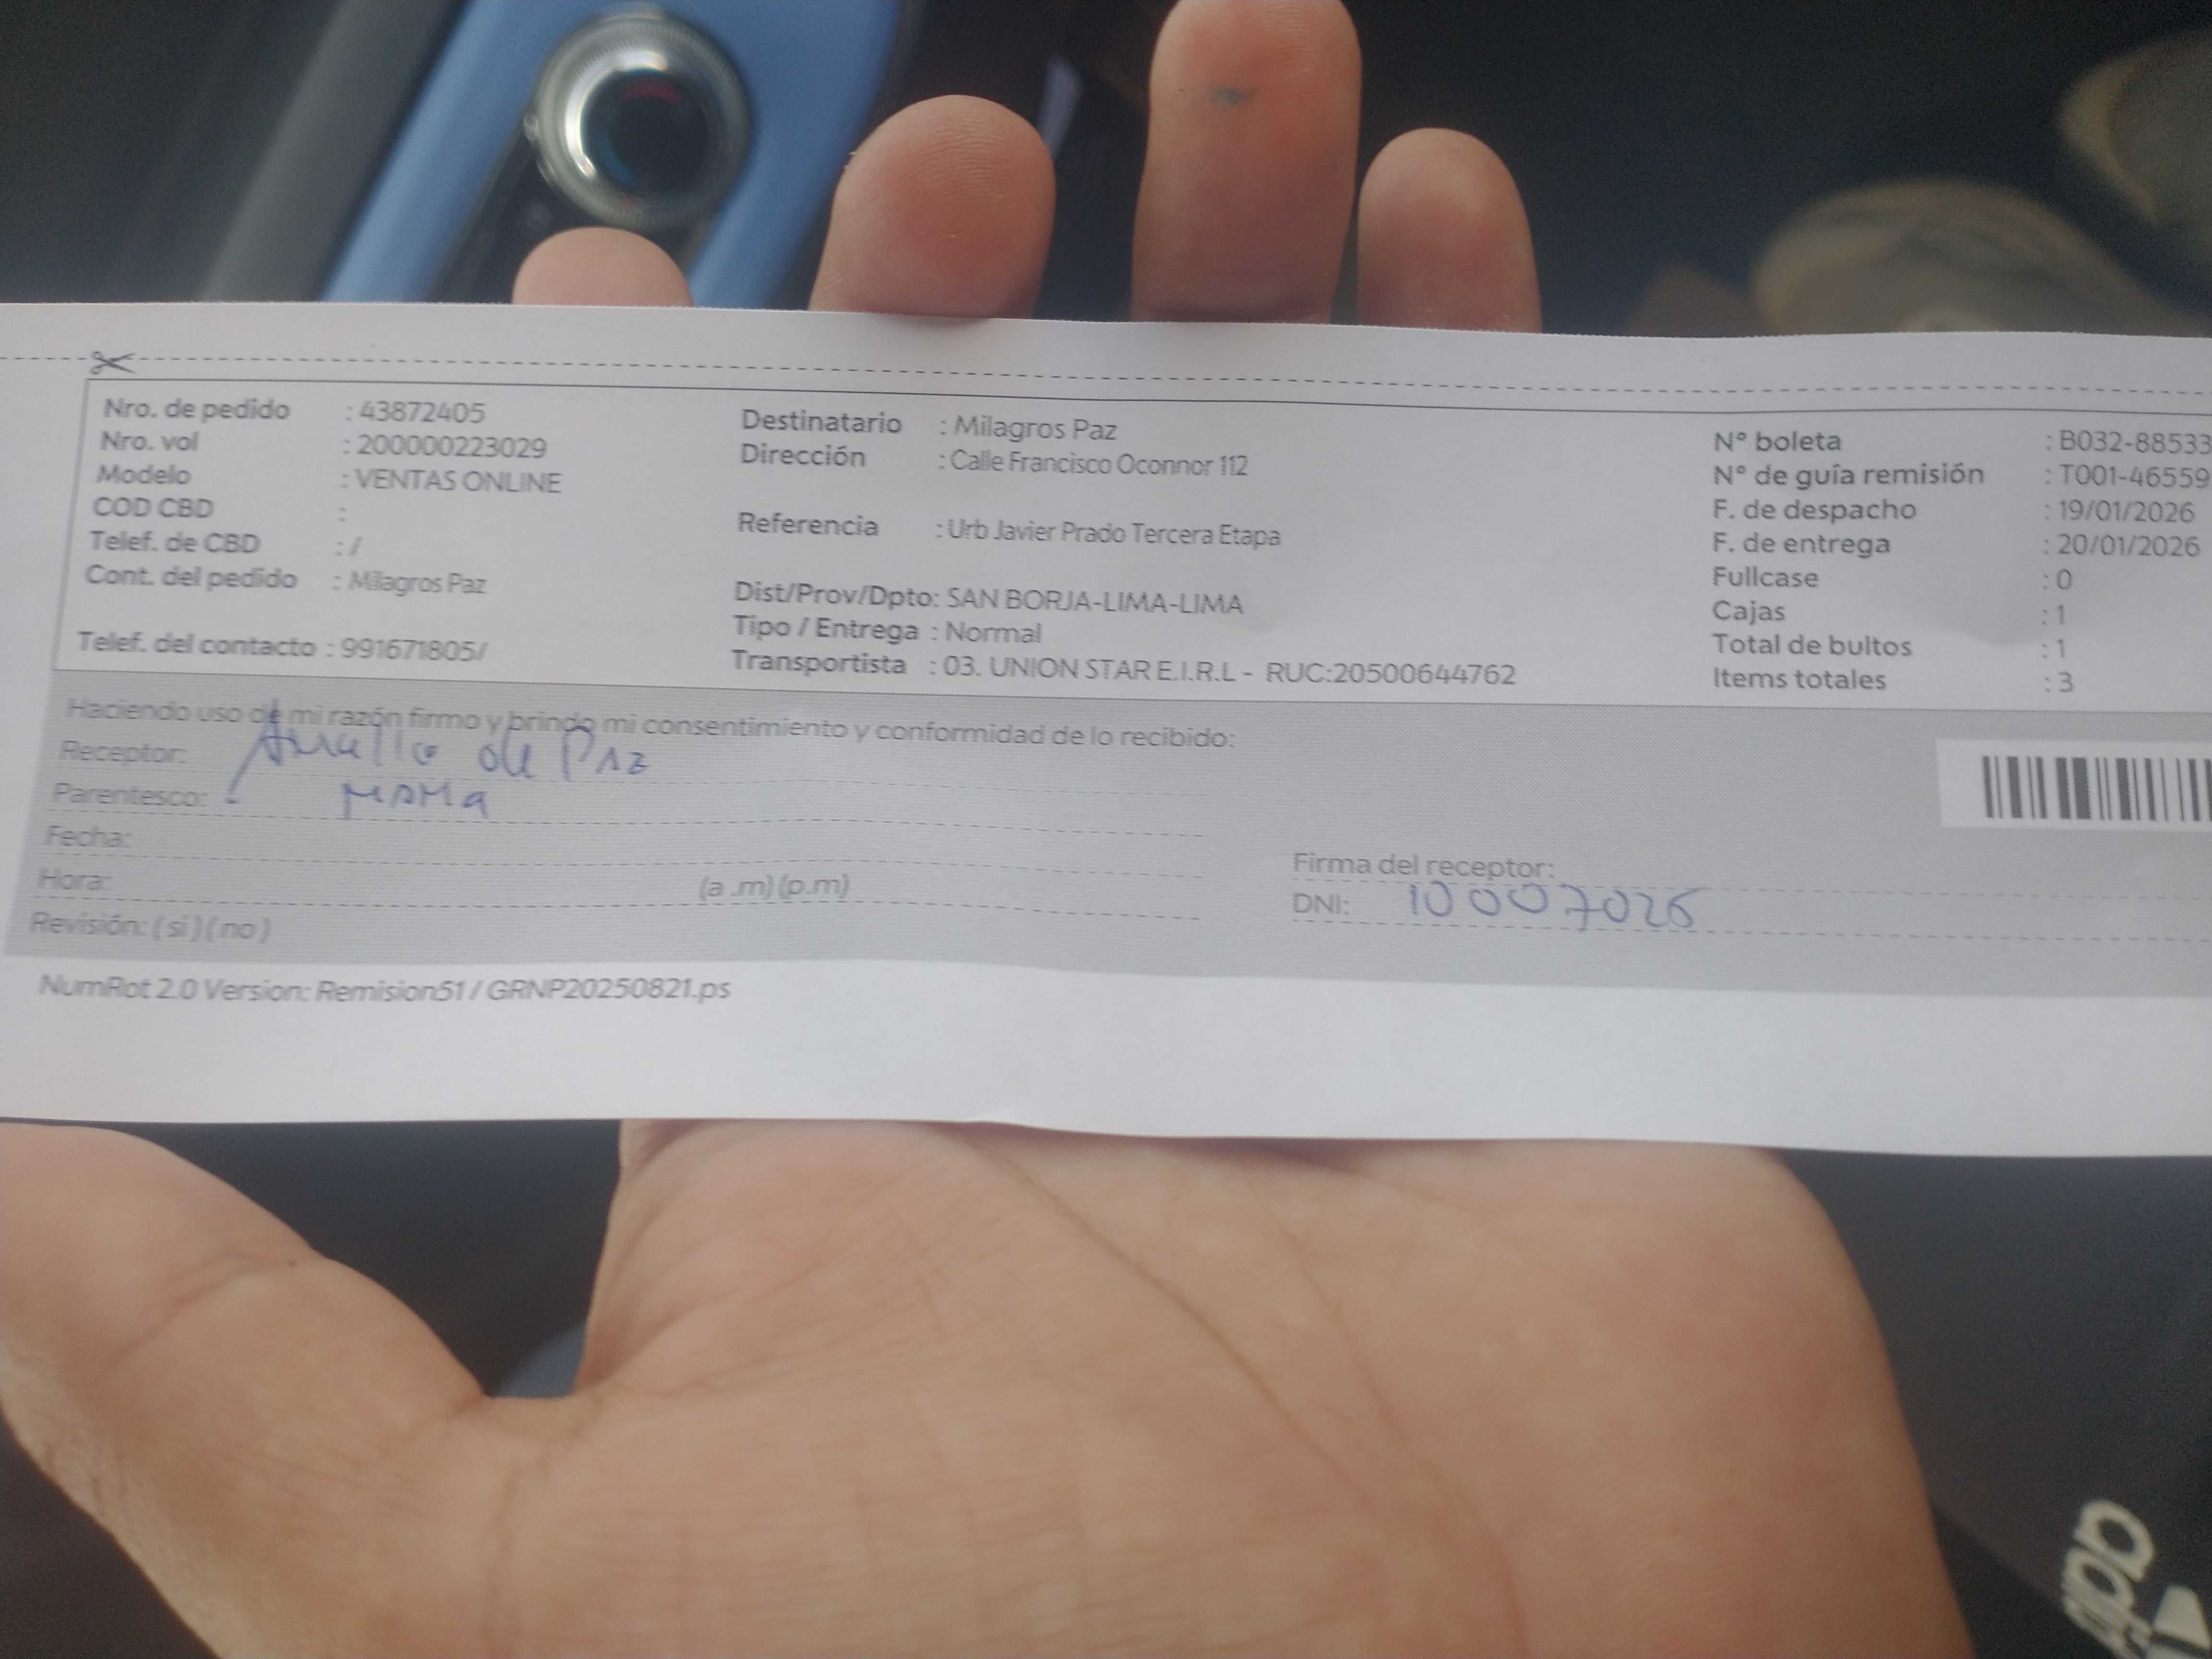 Nro. de pedido : 43872405
Nro. vol : 200000223029
Modelo : VENTAS ONLINE
COD CBD :
Telef. de CBD : /
Cont. del pedido : Milagros Paz
Telef. del contacto : 991671805/
Destinatario : Milagros Paz
Dirección : Calle Francisco Oconnor 112
Referencia : Urb Javier Prado Tercera Etapa
Dist/Prov/Dpto: SAN BORJA-LIMA-LIMA
Tipo / Entrega : Normal
Transportista : 03. UNION STAR E.I.R.L - RUC:20500644762
N° boleta : B032-88533
N° de guía remisión : T001-46559
F. de despacho : 19/01/2026
F. de entrega : 20/01/2026
Fullcase : 0
Cajas : 1
Total de bultos : 1
Items totales : 3
Haciendo uso de mi razón firmo y brindo mi consentimiento y conformidad de lo recibido:
Receptor: de Paz
Parentesco: MAMA
Fecha:
Hora: (a .m) (p.m)
Revisión: ( si ) ( no )
Firma del receptor:
DNI: 10007026
NumRot 2.0 Version: Remision51 / GRNP20250821.ps